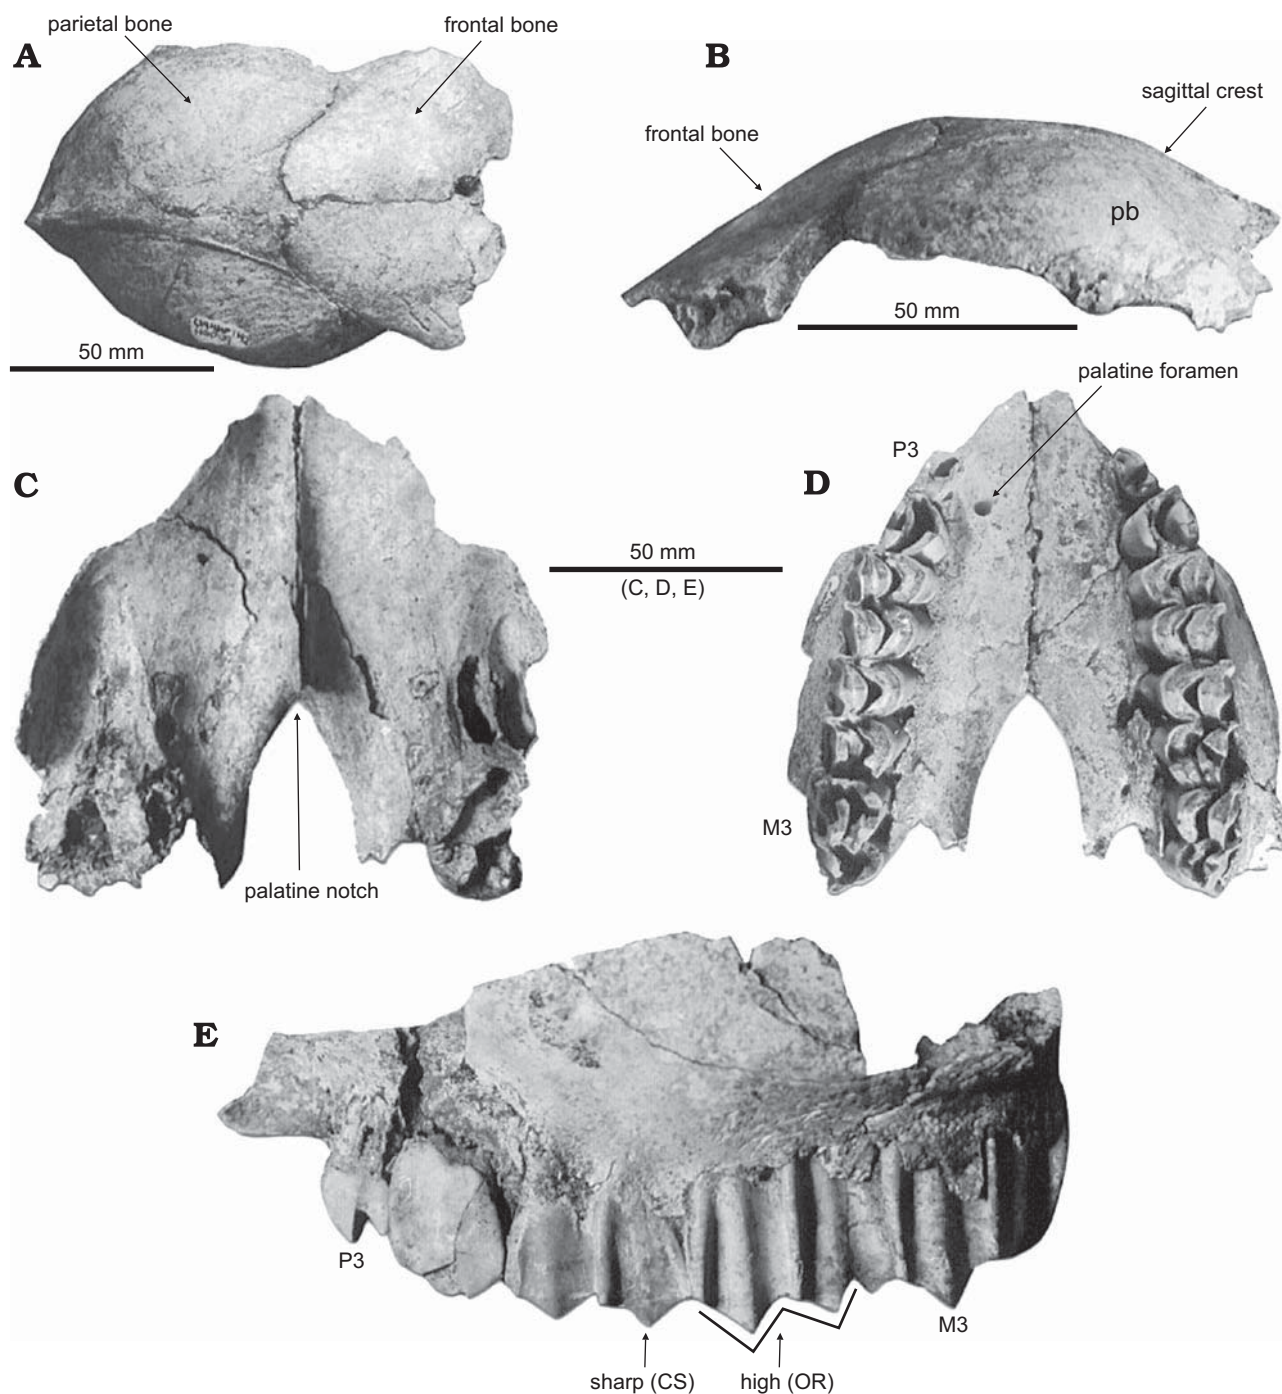 A
parietal bone
frontal bone
B
frontal bone
sagittal crest
pb
50 mm
50 mm
C
palatine notch
50 mm
(C, D, E)
D
P3
palatine foramen
M3
E
P3
M3
sharp (CS)
high (OR)